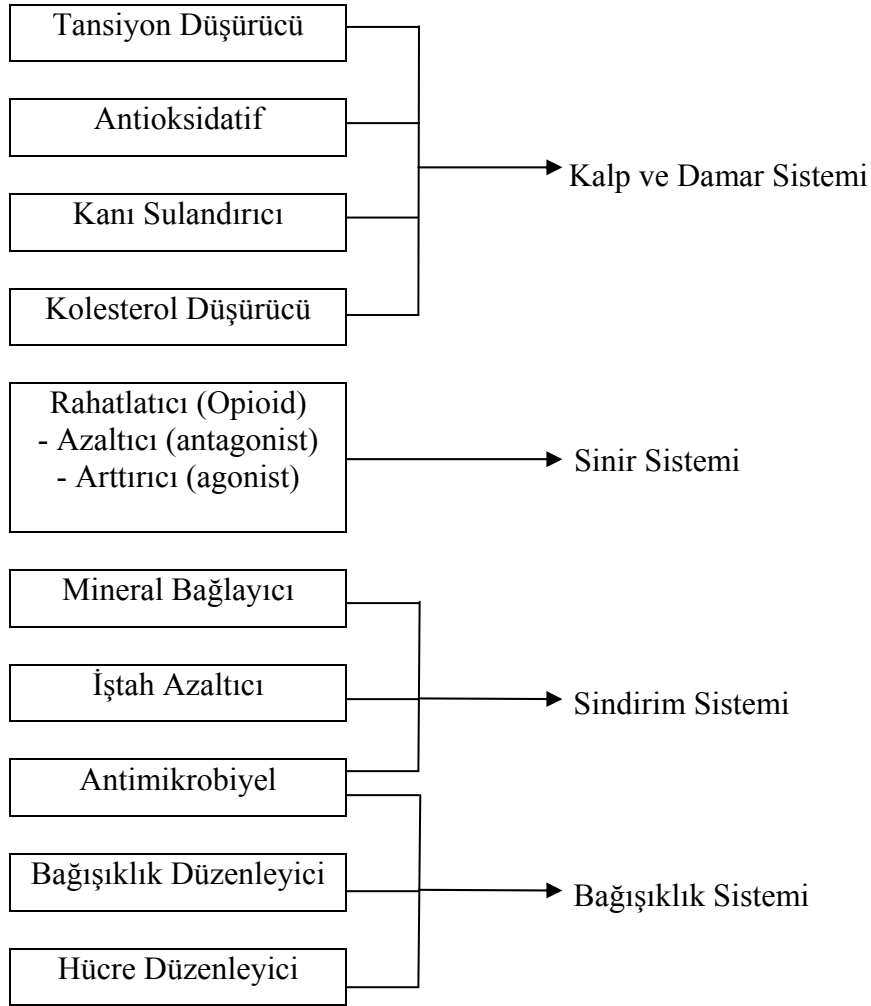 Tansiyon Düşürücü
Antioksidatif
Kalp ve Damar Sistemi
Kanı Sulandırıcı
Kolesterol Düşürücü
Rahatlatıcı (Opioid)
- Azaltıcı (antagonist)
- Arttırıcı (agonist)
Sinir Sistemi
Mineral Bağlayıcı
İştah Azaltıcı
Sindirim Sistemi
Antimikrobiyel
Bağışıklık Düzenleyici
Bağışıklık Sistemi
Hücre Düzenleyici